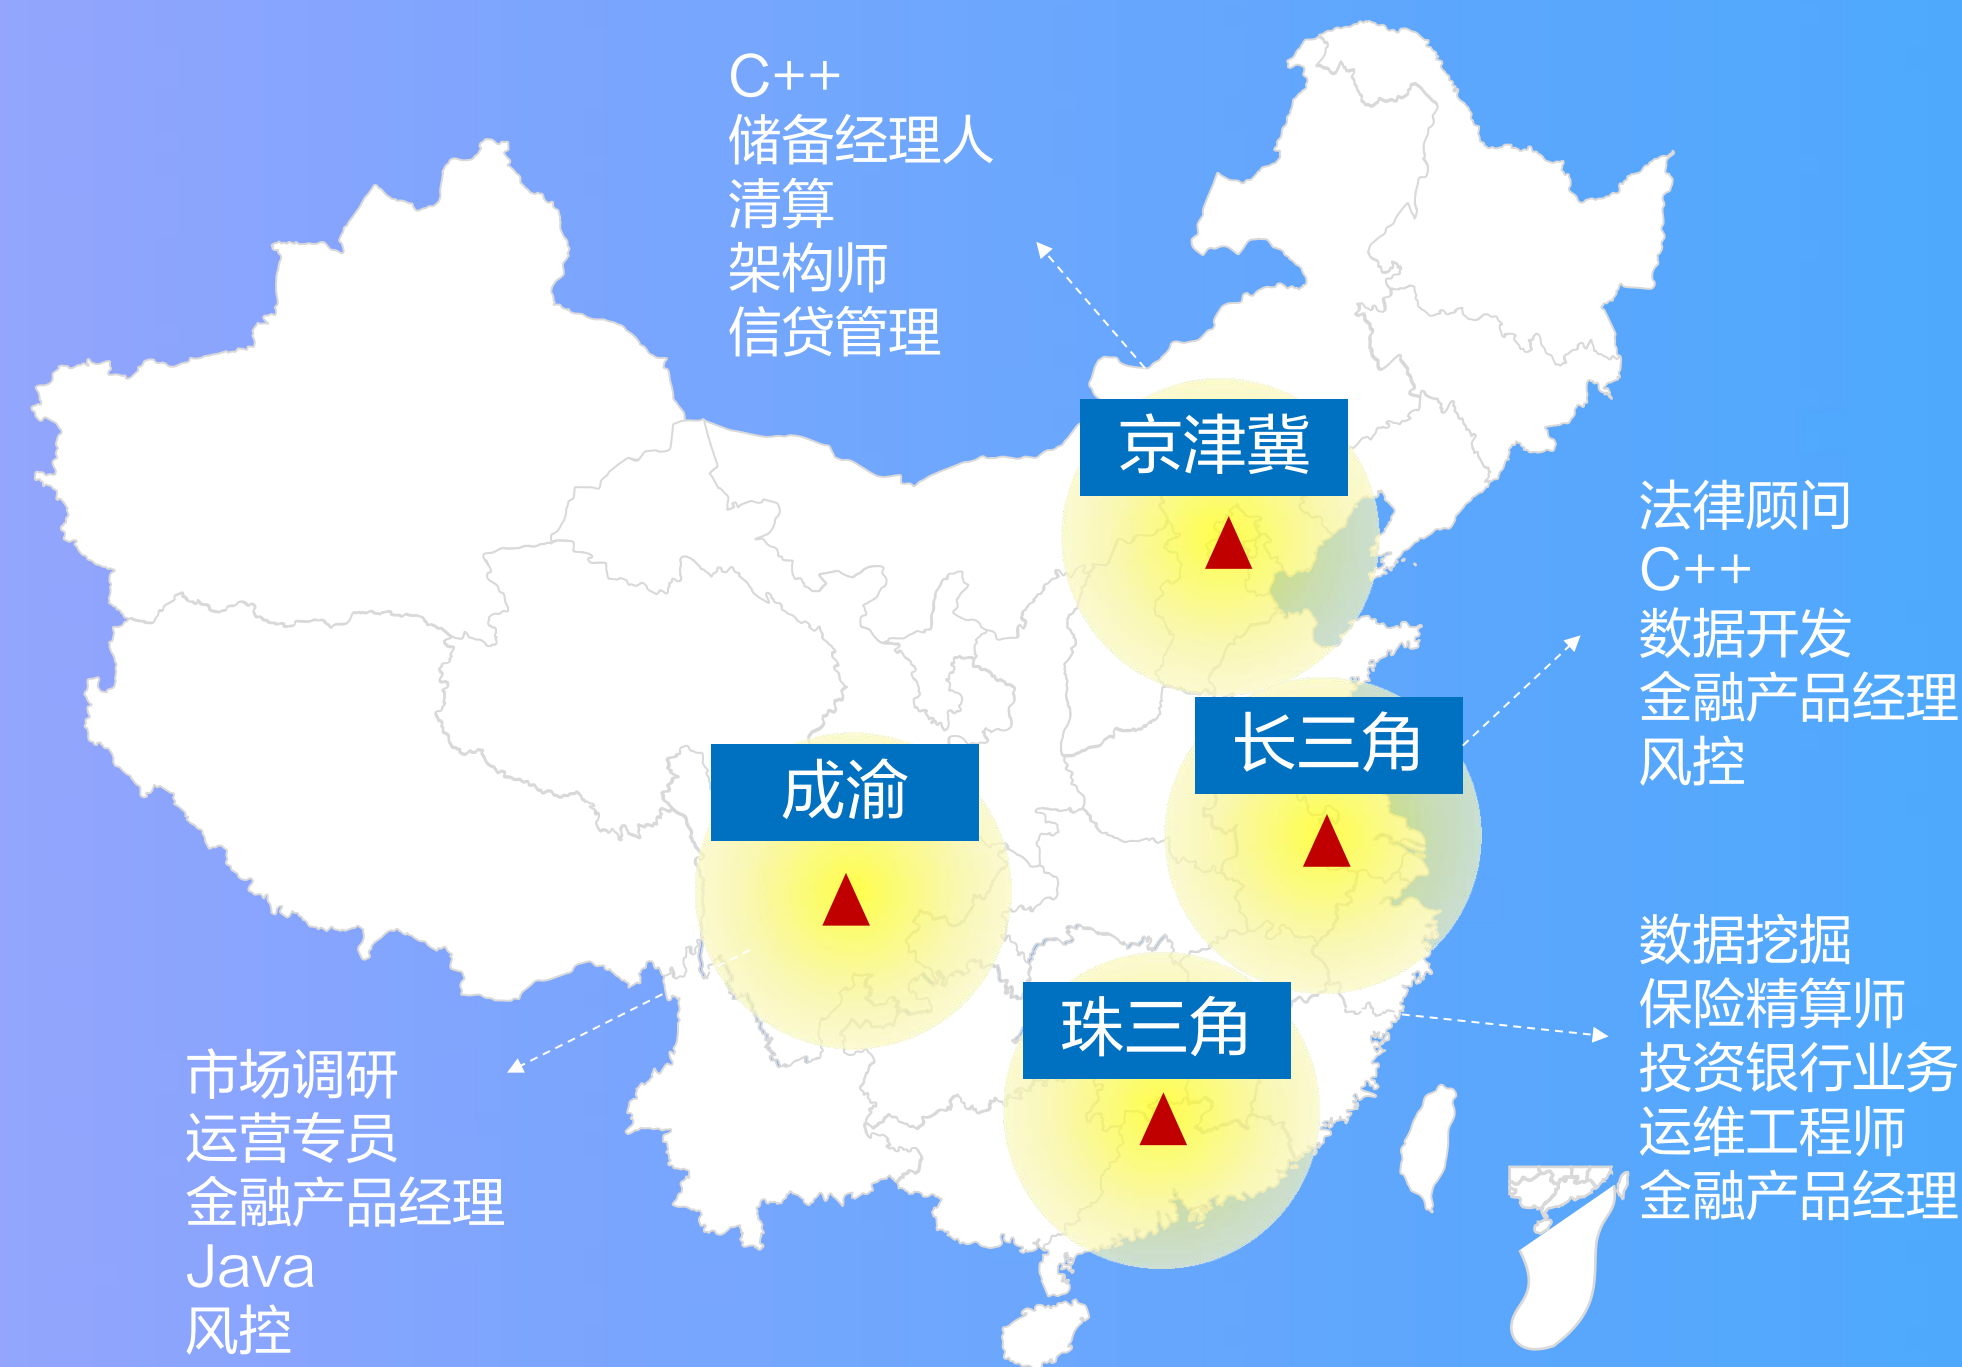 C++
储备经理人
清算
架构师
信贷管理
京津冀
法律顾问
C++
数据开发
金融产品经理
风控
长三角
成渝
数据挖掘
保险精算师
投资银行业务
运维工程师
金融产品经理
珠三角
市场调研
运营专员
金融产品经理
Java
风控